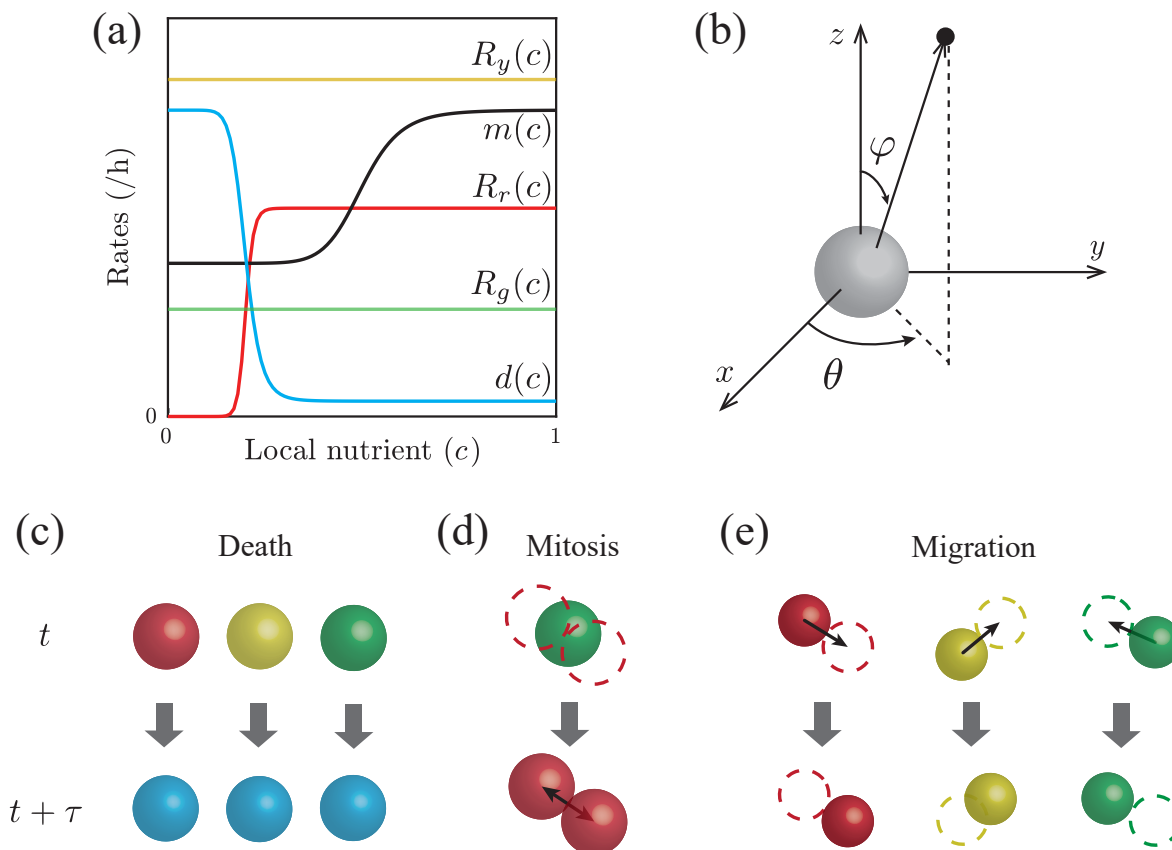 (a)
R_y(c)
m(c)
R_r(c)
R_g(c)
d(c)
Rates (/h)
0
0
1
Local nutrient (c)
(b)
z
φ
y
x
θ
(c)
Death
(d)
Mitosis
(e)
Migration
t
t + τ